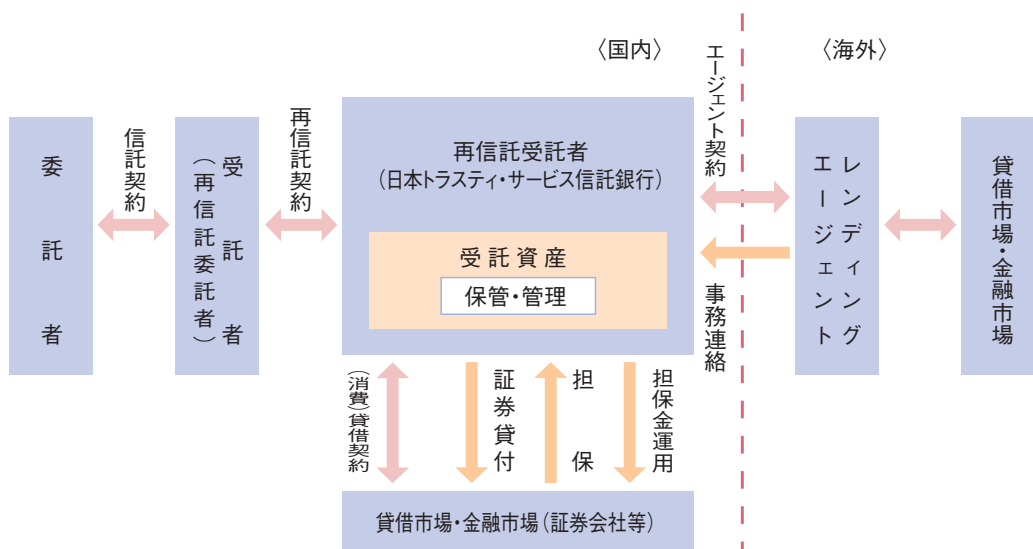 〈国内〉
〈海外〉
委託者
信託契約
受託者
（再信託委託者）
再信託契約
再信託受託者
（日本トラスティ・サービス信託銀行）
受託資産
保管・管理
エージェント契約
事務連絡
レンディング
エージェント
貸借市場・金融市場
（消費）貸借契約
証券貸付
担保
担保金運用
貸借市場・金融市場（証券会社等）